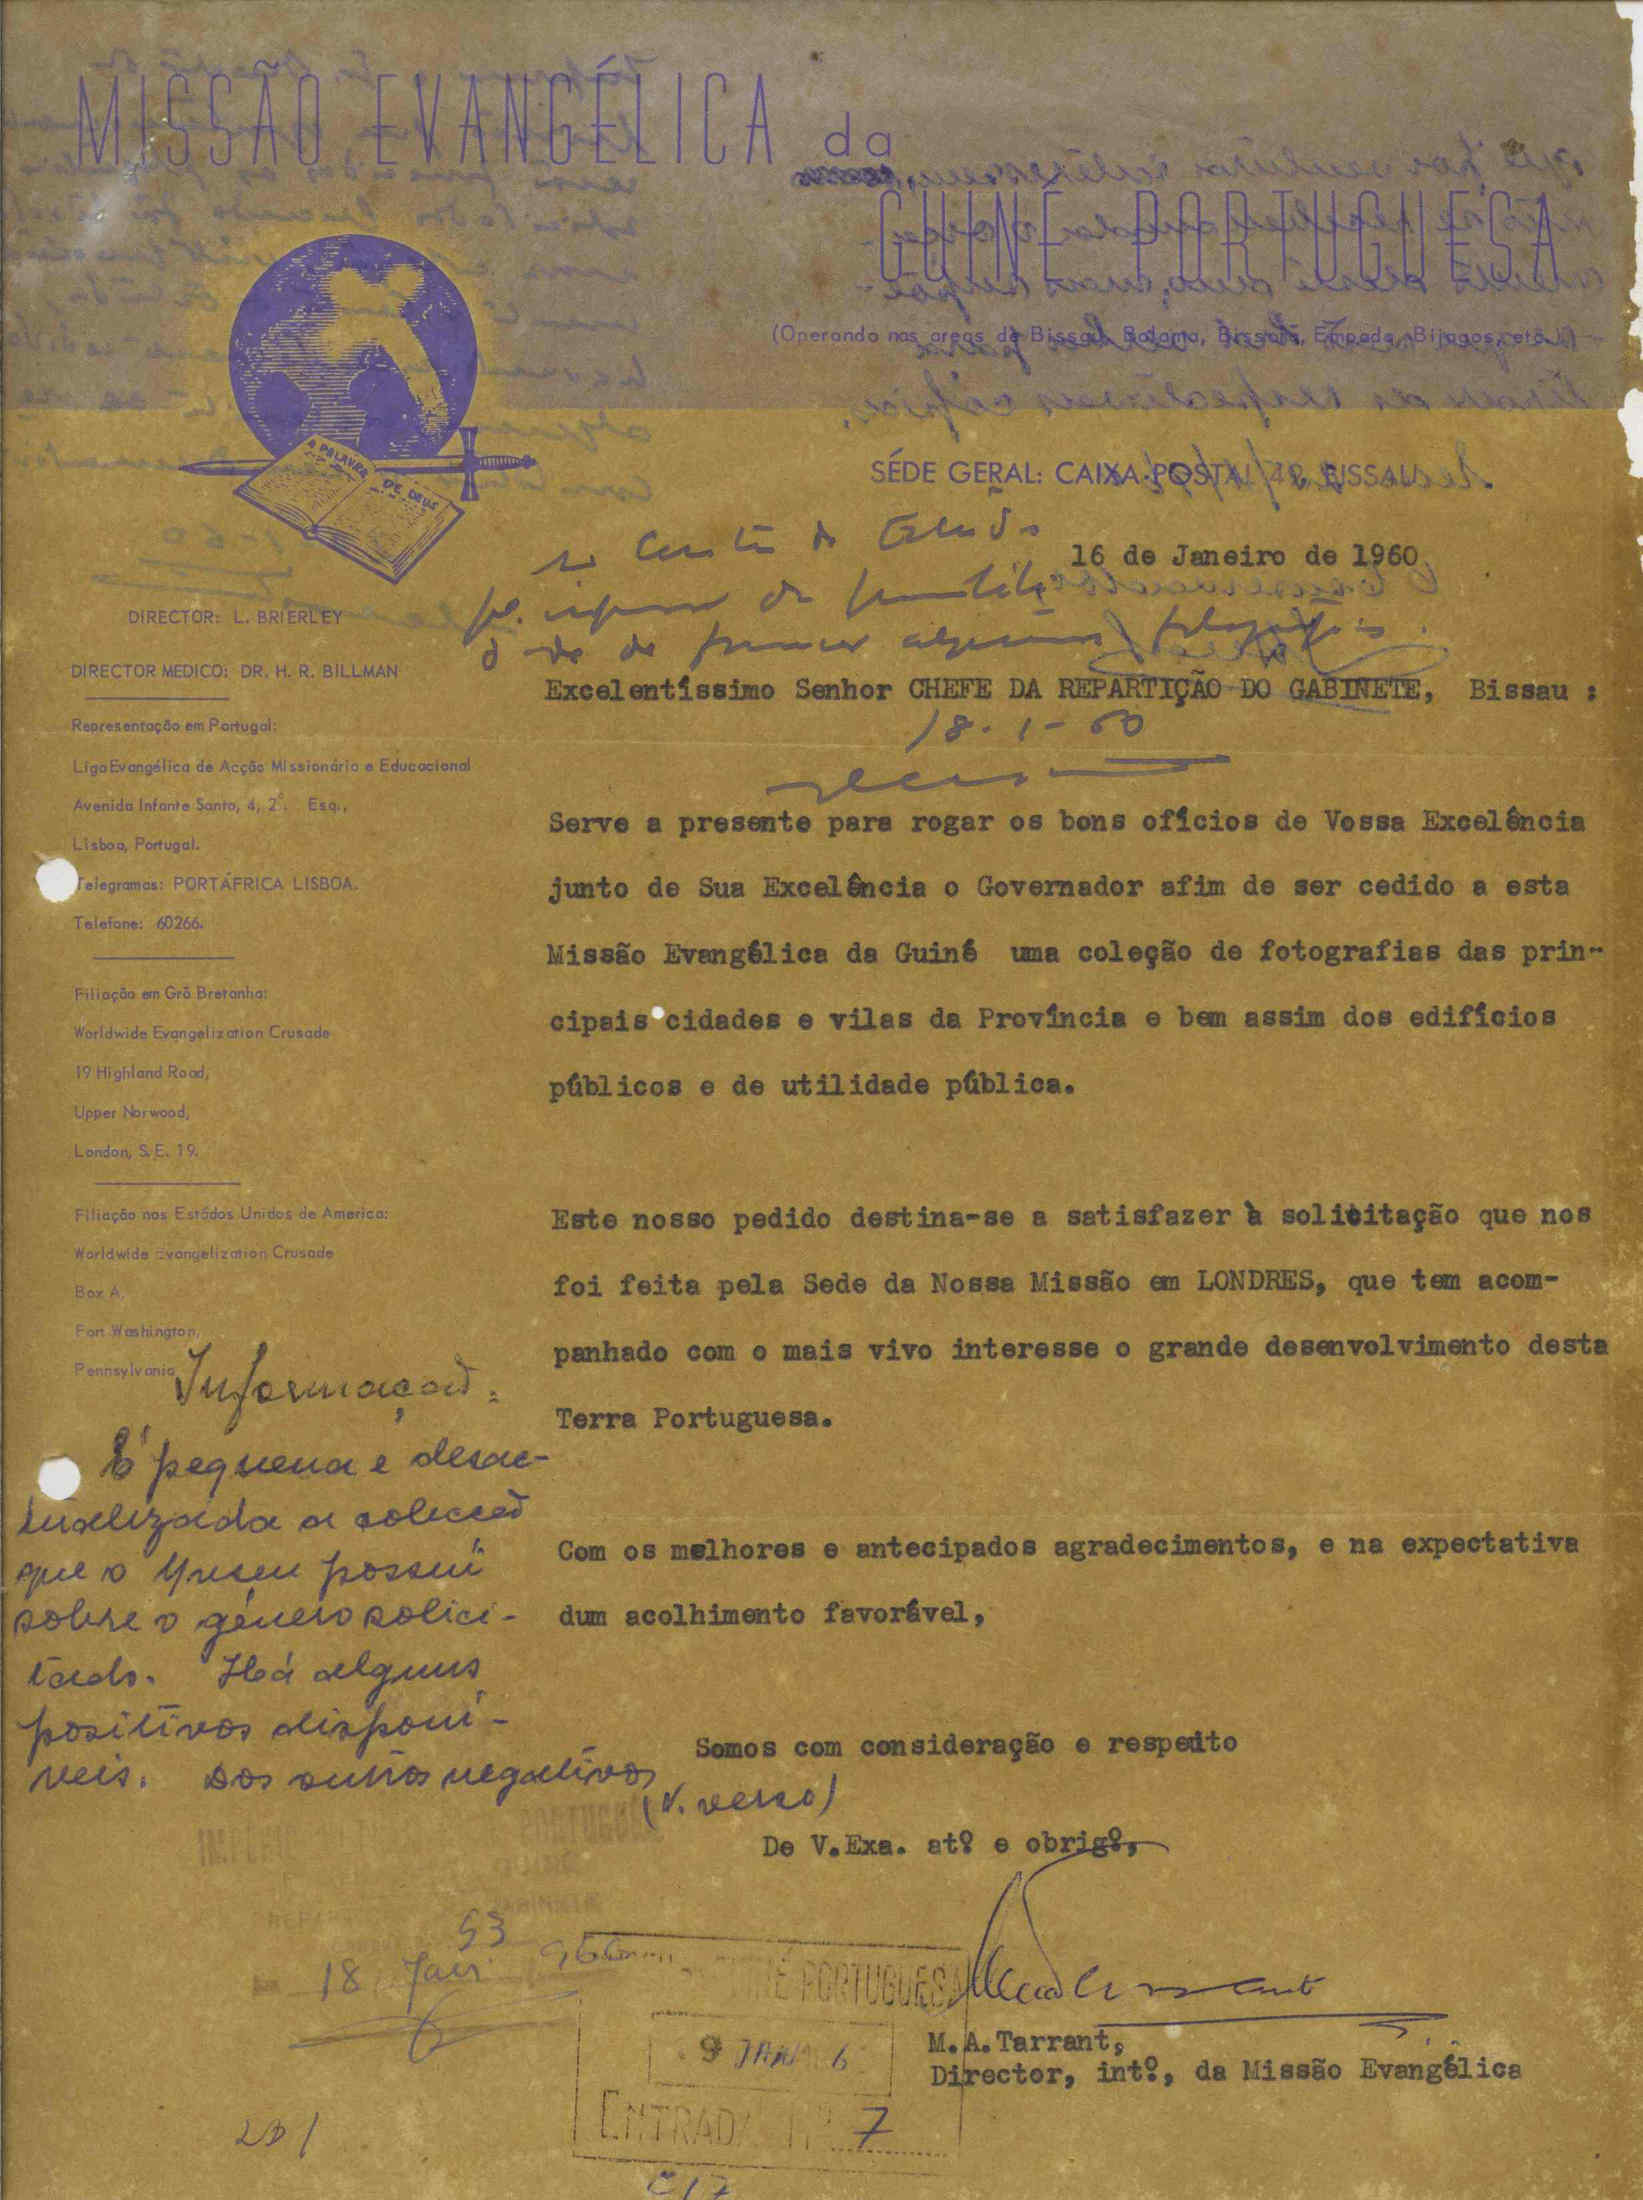 MISSÃO EVANGÉLICA da
GUINÉ PORTUGUESA
(Operando nas areas de Bissau, Bolama, Bissorã, Empada, Bijagos, etc.)
A PALAVRA DE DEUS
SÉDE GERAL: CAIXA POSTAL 49, BISSAU
16 de Janeiro de 1960
DIRECTOR: L. BRIERLEY
DIRECTOR MEDICO: DR. H. R. BILLMAN
Representação em Portugal:
Liga Evangélica de Acção Missionária e Educacional
Avenida Infante Santo, 4, 2º. Esq.,
Lisboa, Portugal.
Telegramas: PORTÁFRICA LISBOA.
Telefone: 60266.
Filiação em Grã Bretanha:
Worldwide Evangelization Crusade
19 Highland Road,
Upper Norwood,
London, S.E. 19.
Filiação nos Estádos Unidos de America:
Worldwide Evangelization Crusade
Box A,
Fort Washington,
Pennsylvania
Excelentíssimo Senhor CHEFE DA REPARTIÇÃO DO GABINETE, Bissau :
18-1-60
Serve a presente para rogar os bons ofícios de Vossa Excelência
junto de Sua Excelência o Governador afim de ser cedido a esta
Missão Evangélica da Guiné uma coleção de fotografias das prin-
cipais cidades e vilas da Província e bem assim dos edifícios
públicos e de utilidade pública.
Este nosso pedido destina-se a satisfazer à solicitação que nos
foi feita pela Sede da Nossa Missão em LONDRES, que tem acom-
panhado com o mais vivo interesse o grande desenvolvimento desta
Terra Portuguesa.
Com os melhores e antecipados agradecimentos, e na expectativa
dum acolhimento favorável,
Somos com consideração e respeito
De V.Exa. atº e obrigº,
M.A.Tarrant,
Director, intº, da Missão Evangélica
Informação:
É pequena e desac-
tualizada a colecção
que o Museu possui
sobre o género solici-
tado. Há alguns
positivos disponí-
veis. Dos outros negativos
(V. verso)
53
18 Jan
GUINÉ PORTUGUESA
9 JAN 6
ENTRADA Nº 7